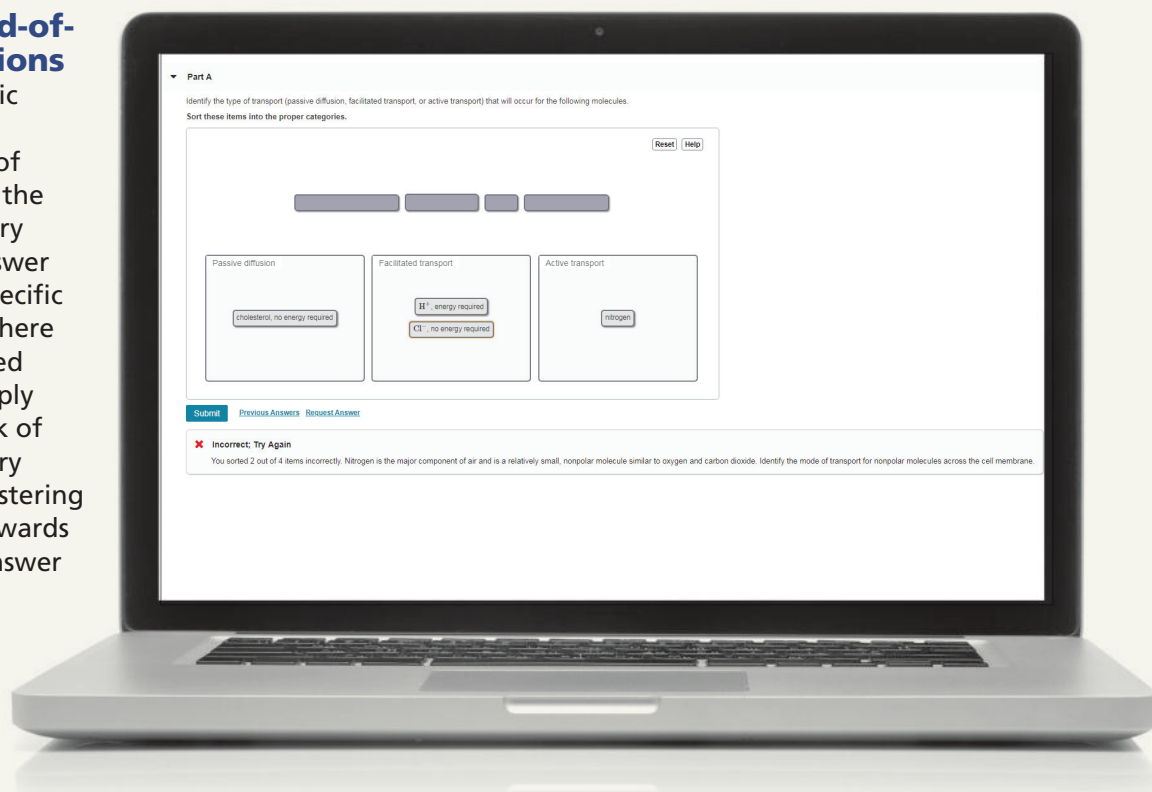 d-of-
ions
ic
of
the
ry
swer
ecific
here
ed
ply
k of
ry
stering
wards
nswer
Part A
Identify the type of transport (passive diffusion, facilitated transport, or active transport) that will occur for the following molecules.
Sort these items into the proper categories.
Reset Help
Passive diffusion
cholesterol, no energy required
Facilitated transport
H⁺, energy required
Cl⁻, no energy required
Active transport
nitrogen
Submit Previous Answers Request Answer
Incorrect; Try Again
You sorted 2 out of 4 items incorrectly. Nitrogen is the major component of air and is a relatively small, nonpolar molecule similar to oxygen and carbon dioxide. Identify the mode of transport for nonpolar molecules across the cell membrane.